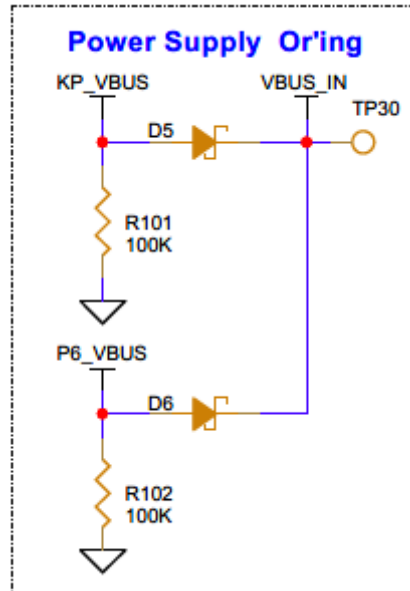 Power Supply Or'ing
KP_VBUS
VBUS_IN
TP30
D5
R101
100K
P6_VBUS
D6
R102
100K